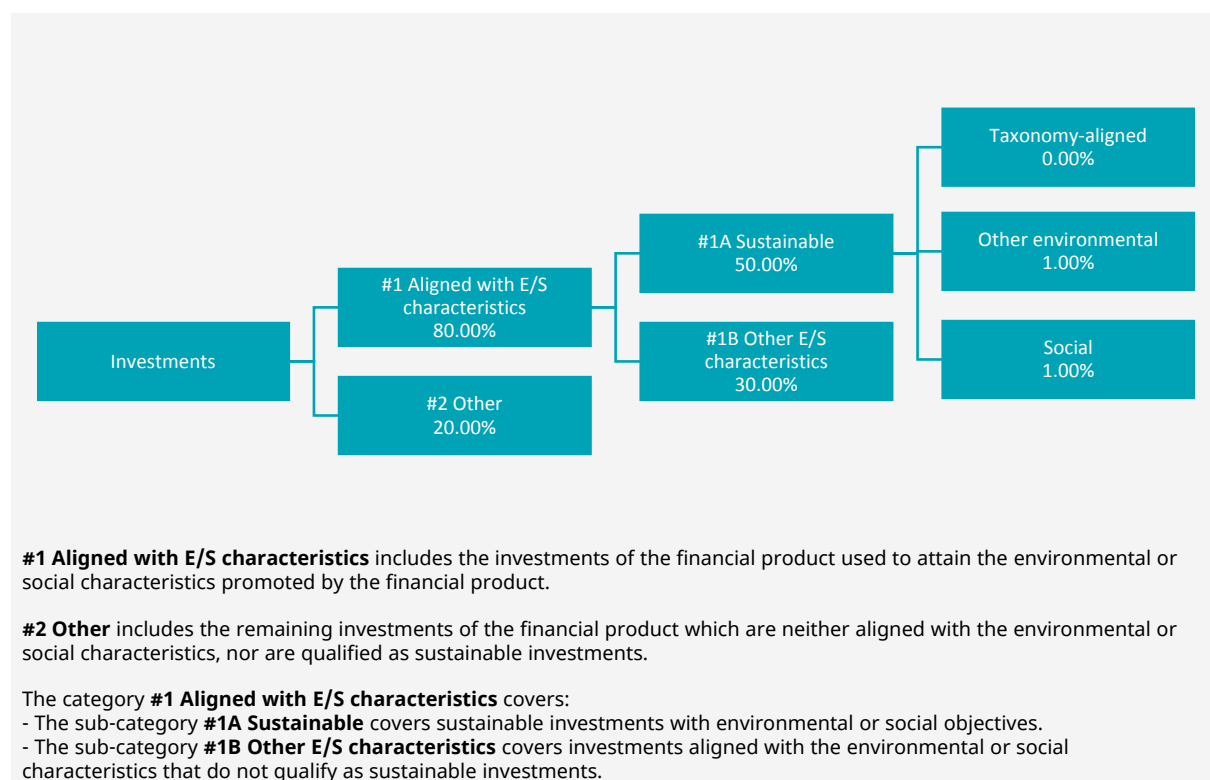 Investments
#1 Aligned with E/S
characteristics
80.00%
#2 Other
20.00%
#1A Sustainable
50.00%
#1B Other E/S
characteristics
30.00%
Taxonomy-aligned
0.00%
Other environmental
1.00%
Social
1.00%
#1 Aligned with E/S characteristics includes the investments of the financial product used to attain the environmental or
social characteristics promoted by the financial product.
#2 Other includes the remaining investments of the financial product which are neither aligned with the environmental or
social characteristics, nor are qualified as sustainable investments.
The category #1 Aligned with E/S characteristics covers:
- The sub-category #1A Sustainable covers sustainable investments with environmental or social objectives.
- The sub-category #1B Other E/S characteristics covers investments aligned with the environmental or social
characteristics that do not qualify as sustainable investments.